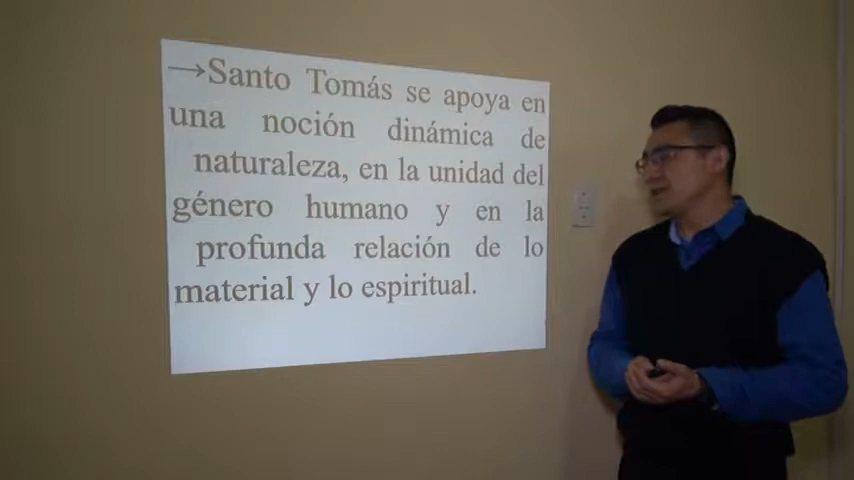 →Santo Tomás se apoya en
una noción dinámica de
naturaleza, en la unidad del
género humano y en la
profunda relación de lo
material y lo espiritual.